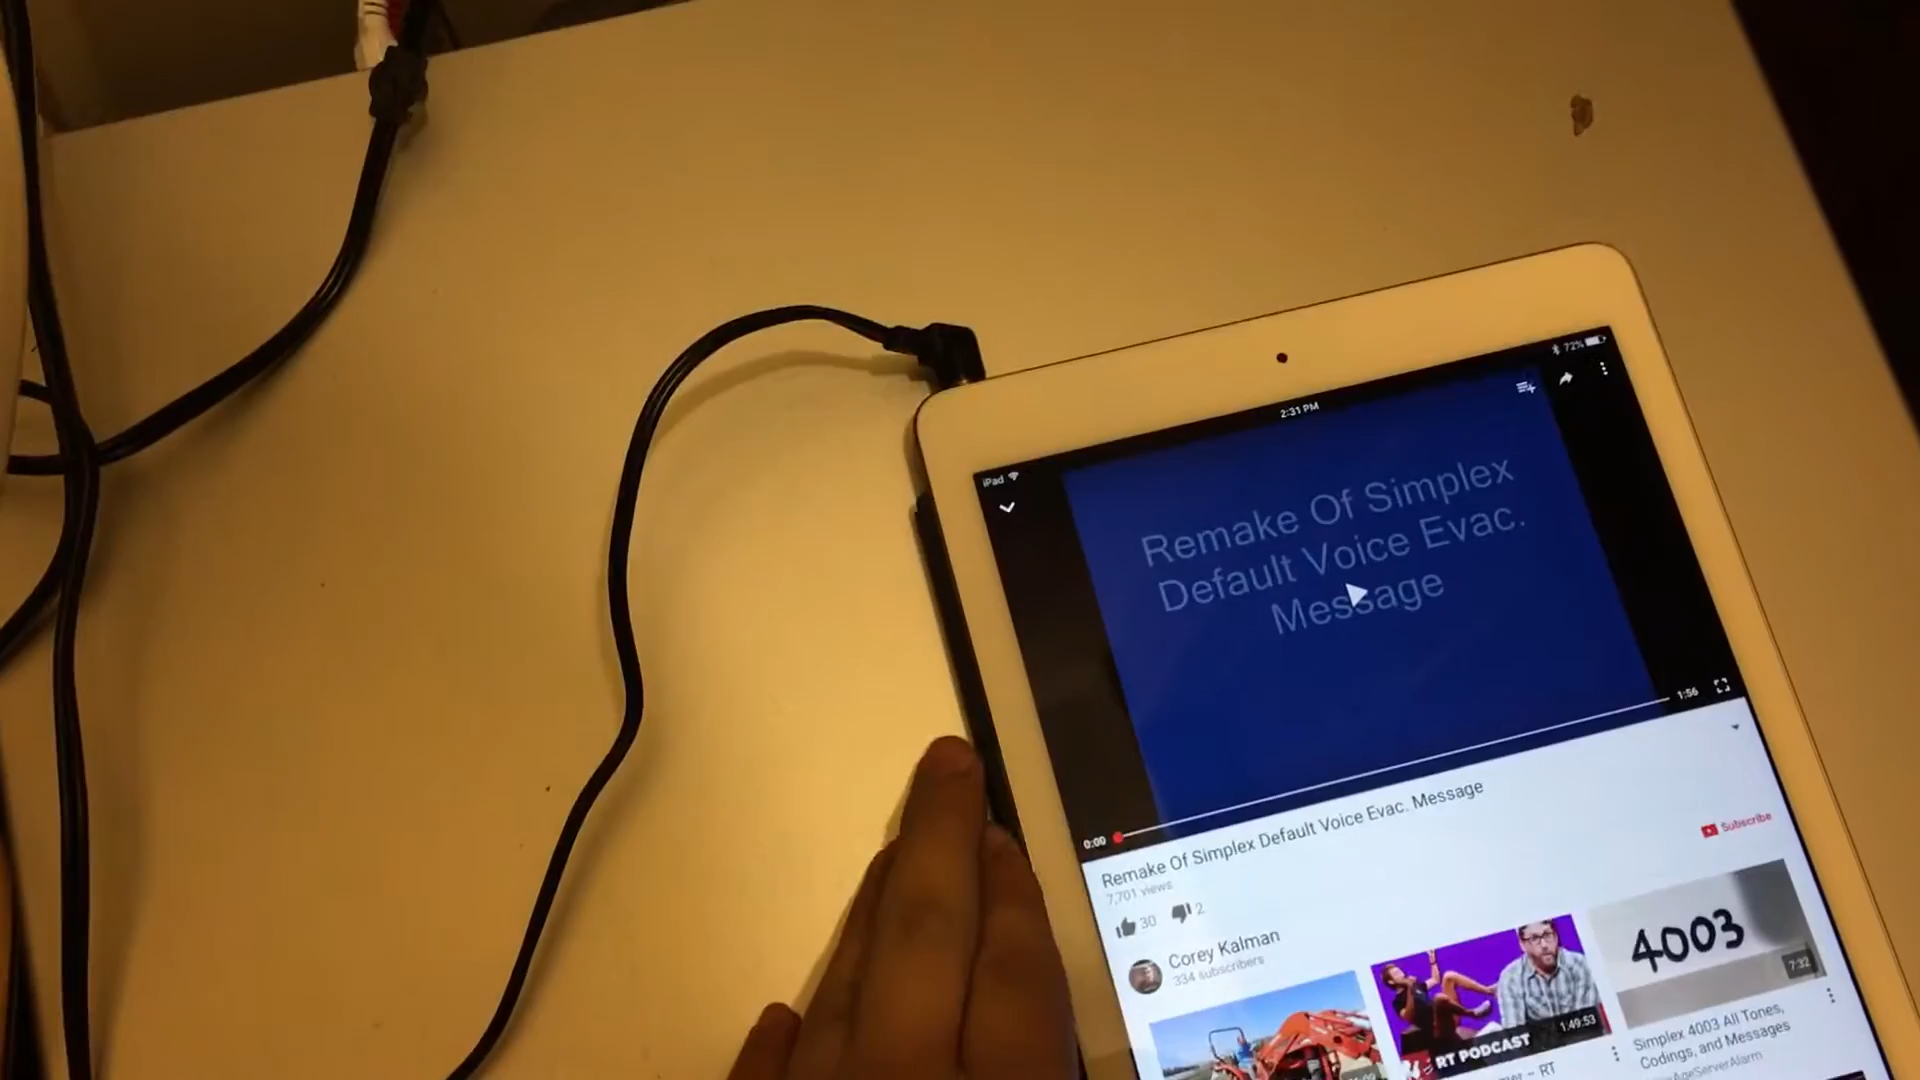 72%
2:31 PM
iPad
Remake Of Simplex
Default Voice Evac.
Message
1:56
0:00
Remake Of Simplex Default Voice Evac. Message
7,701 views
Subscribe
30
2
Corey Kalman
334 subscribers
4003
7:32
1:49:53
RT PODCAST
Simplex 4003 All Tones,
Codings, and Messages
– RT